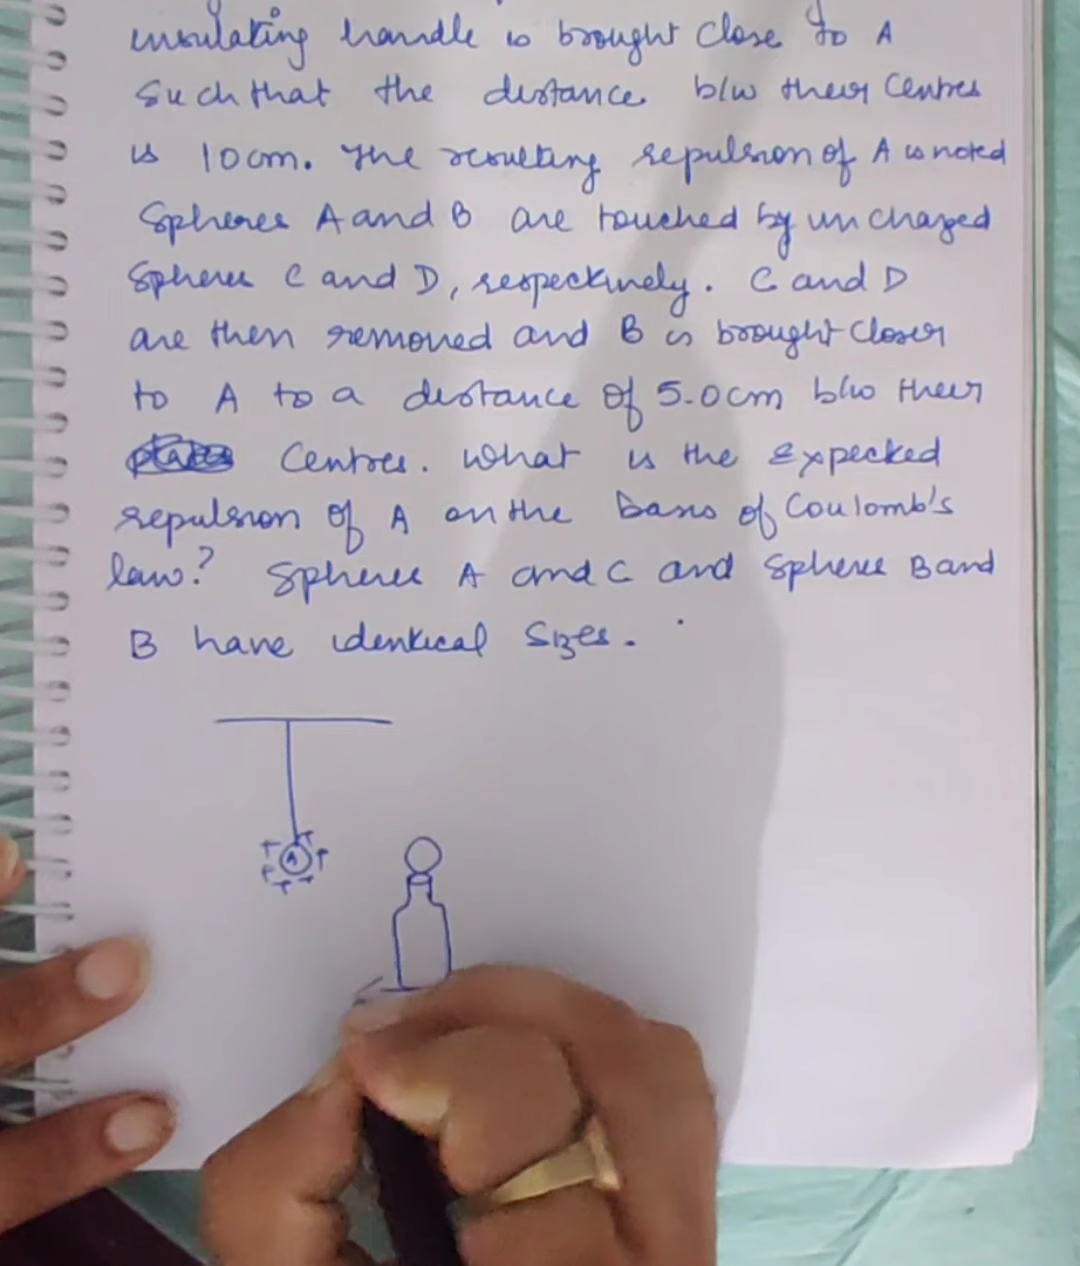 insulating handle is brought close to A
such that the distance b/w their Centres
is 10cm. The resulting repulsion of A is noted
Spheres A and B are touched by uncharged
Spheres C and D, respectively. C and D
are then removed and B is brought closer
to A to a distance of 5.0cm b/w their
Centres. What is the expected
repulsion of A on the basis of Coulomb's
law? Spheres A and C and Spheres B and
B have identical Sizes.
A